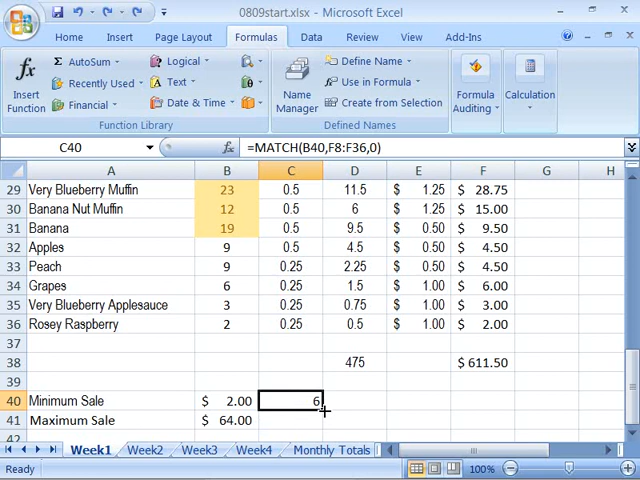 0809start.xlsx - Microsoft Excel
Home Insert Page Layout Formulas Data Review View Add-Ins
fx Insert Function
Σ AutoSum
Recently Used
Financial
Logical
A Text
Date & Time
θ
Function Library
Name Manager
Define Name
Use in Formula
Create from Selection
Defined Names
Formula Auditing
Calculation
C40 fx =MATCH(B40,F8:F36,0)
A B C D E F G H
29 Very Blueberry Muffin 23 0.5 11.5 $ 1.25 $ 28.75
30 Banana Nut Muffin 12 0.5 6 $ 1.25 $ 15.00
31 Banana 19 0.5 9.5 $ 0.50 $ 9.50
32 Apples 9 0.5 4.5 $ 0.50 $ 4.50
33 Peach 9 0.25 2.25 $ 0.50 $ 4.50
34 Grapes 6 0.25 1.5 $ 1.00 $ 6.00
35 Very Blueberry Applesauce 3 0.25 0.75 $ 1.00 $ 3.00
36 Rosey Raspberry 2 0.25 0.5 $ 1.00 $ 2.00
37
38 475 $ 611.50
39
40 Minimum Sale $ 2.00 6
41 Maximum Sale $ 64.00
42
Week1 Week2 Week3 Week4 Monthly Totals
Ready 100%